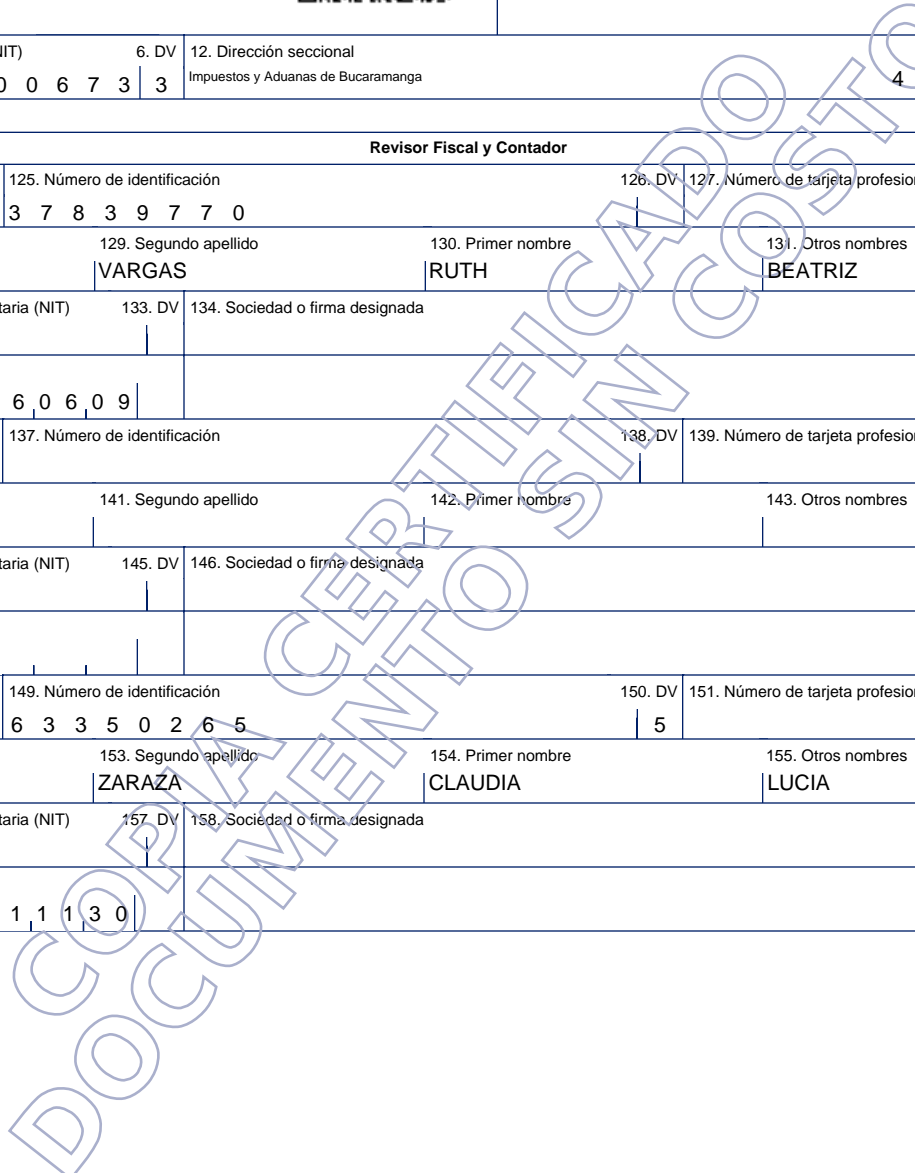 NIT) 6. DV 12. Dirección seccional
0 0 6 7 3 3 Impuestos y Aduanas de Bucaramanga 4
Revisor Fiscal y Contador
125. Número de identificación 126. DV 127. Número de tarjeta profesion
3 7 8 3 9 7 7 0
129. Segundo apellido 130. Primer nombre 131. Otros nombres
VARGAS RUTH BEATRIZ
taria (NIT) 133. DV 134. Sociedad o firma designada
6 0 6 0 9
137. Número de identificación 138. DV 139. Número de tarjeta profesion
141. Segundo apellido 142. Primer nombre 143. Otros nombres
taria (NIT) 145. DV 146. Sociedad o firma designada
149. Número de identificación 150. DV 151. Número de tarjeta profesion
6 3 3 5 0 2 6 5 5
153. Segundo apellido 154. Primer nombre 155. Otros nombres
ZARAZA CLAUDIA LUCIA
taria (NIT) 157. DV 158. Sociedad o firma designada
1 1 1 3 0
COPIA CERTIFICADO
DOCUMENTO SIN COSTO